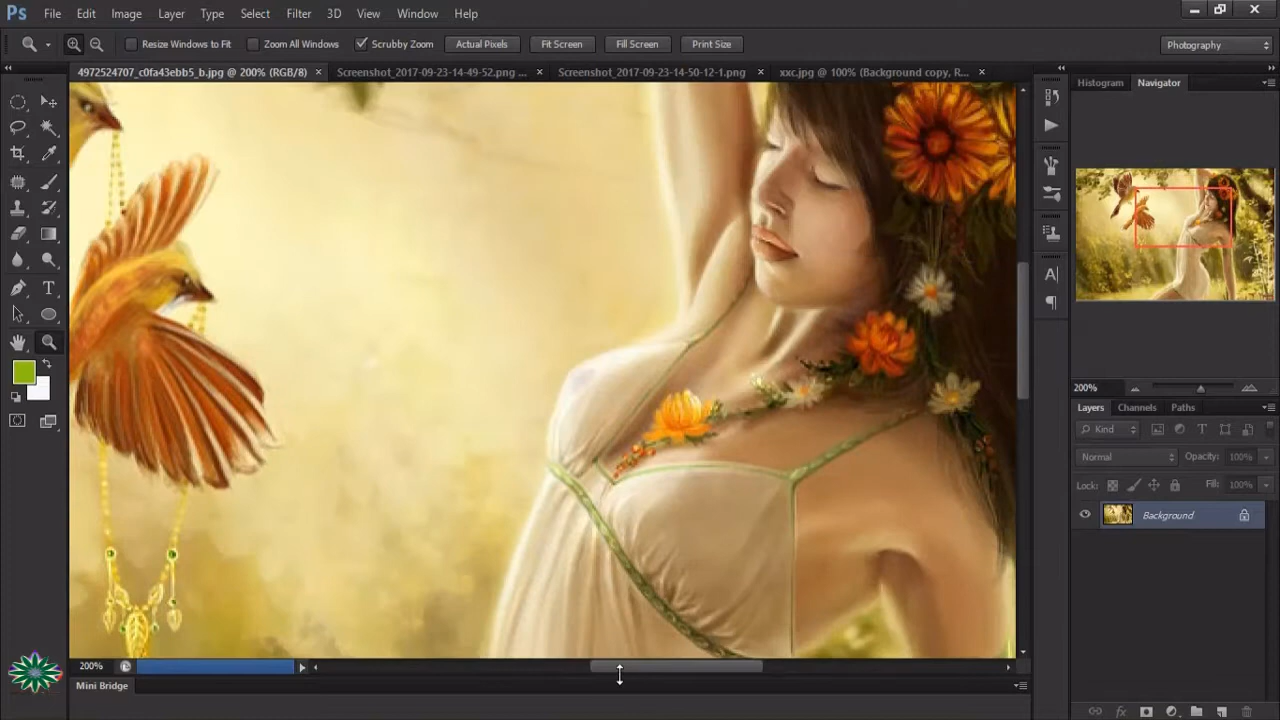 Ps File Edit Image Layer Type Select Filter 3D View Window Help
Resize Windows to Fit Zoom All Windows Scrubby Zoom Actual Pixels Fit Screen Fill Screen Print Size Photography
4972524707_c0fa43ebb5_b.jpg @ 200% (RGB/8) × Screenshot_2017-09-23-14-49-52.png ... × Screenshot_2017-09-23-14-50-12-1.png × xxc.jpg @ 100% (Background copy, R... ×
Histogram Navigator
200%
Layers Channels Paths
Kind
Normal Opacity: 100%
Lock: Fill: 100%
Background
200%
Mini Bridge